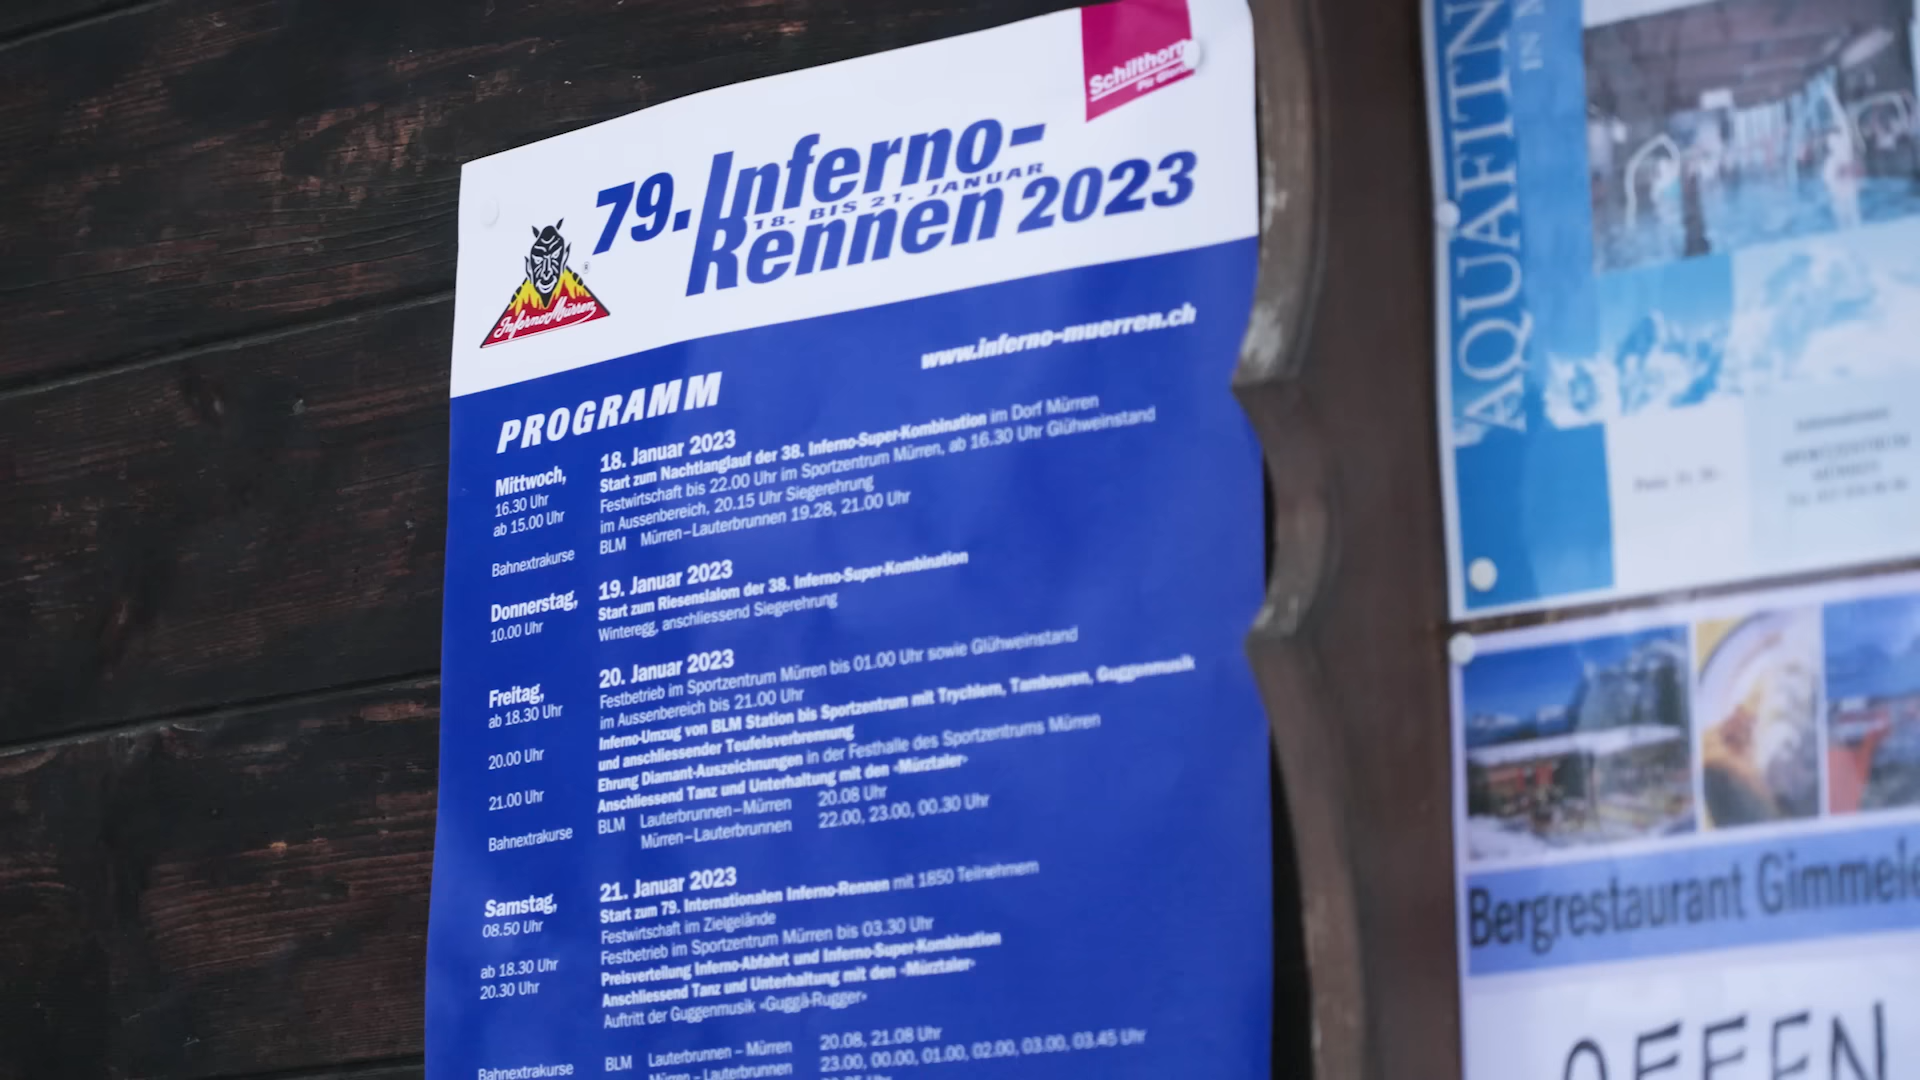 Schilthorn
79. Inferno-
18. BIS 21. JANUAR
Rennen 2023
Inferno Mürren
www.inferno-muerren.ch
PROGRAMM
Mittwoch, 18. Januar 2023
16.30 Uhr Start zum Nachtlanglauf der 38. Inferno-Super-Kombination im Dorf Mürren
ab 15.00 Uhr Festwirtschaft bis 22.00 Uhr im Sportzentrum Mürren, ab 16.30 Uhr Glühweinstand
im Aussenbereich, 20.15 Uhr Siegerehrung
Bahnextrakurse BLM Mürren–Lauterbrunnen 19.28, 21.00 Uhr
Donnerstag, 19. Januar 2023
10.00 Uhr Start zum Riesenslalom der 38. Inferno-Super-Kombination
Winteregg, anschliessend Siegerehrung
Freitag, 20. Januar 2023
ab 18.30 Uhr Festbetrieb im Sportzentrum Mürren bis 01.00 Uhr sowie Glühweinstand
im Aussenbereich bis 21.00 Uhr
20.00 Uhr Inferno-Umzug von BLM Station bis Sportzentrum mit Trychlern, Tambouren, Guggenmusik
und anschliessender Teufelsverbrennung
21.00 Uhr Ehrung Diamant-Auszeichnungen in der Festhalle des Sportzentrums Mürren
Anschliessend Tanz und Unterhaltung mit den «Mürztaler»
Bahnextrakurse BLM Lauterbrunnen–Mürren 20.08 Uhr
Mürren–Lauterbrunnen 22.00, 23.00, 00.30 Uhr
Samstag, 21. Januar 2023
08.50 Uhr Start zum 79. Internationalen Inferno-Rennen mit 1850 Teilnehmern
Festwirtschaft im Zielgelände
ab 18.30 Uhr Festbetrieb im Sportzentrum Mürren bis 03.30 Uhr
20.30 Uhr Preisverteilung Inferno-Abfahrt und Inferno-Super-Kombination
Anschliessend Tanz und Unterhaltung mit den «Mürztaler»
Auftritt der Guggenmusik «Guggä-Rugger»
Bahnextrakurse BLM Lauterbrunnen – Mürren 20.08, 21.08 Uhr
Mürren – Lauterbrunnen 23.00, 00.00, 01.00, 02.00, 03.00, 03.45 Uhr
AQUAFITN
IN
Bergrestaurant Gimmel
OFFEN